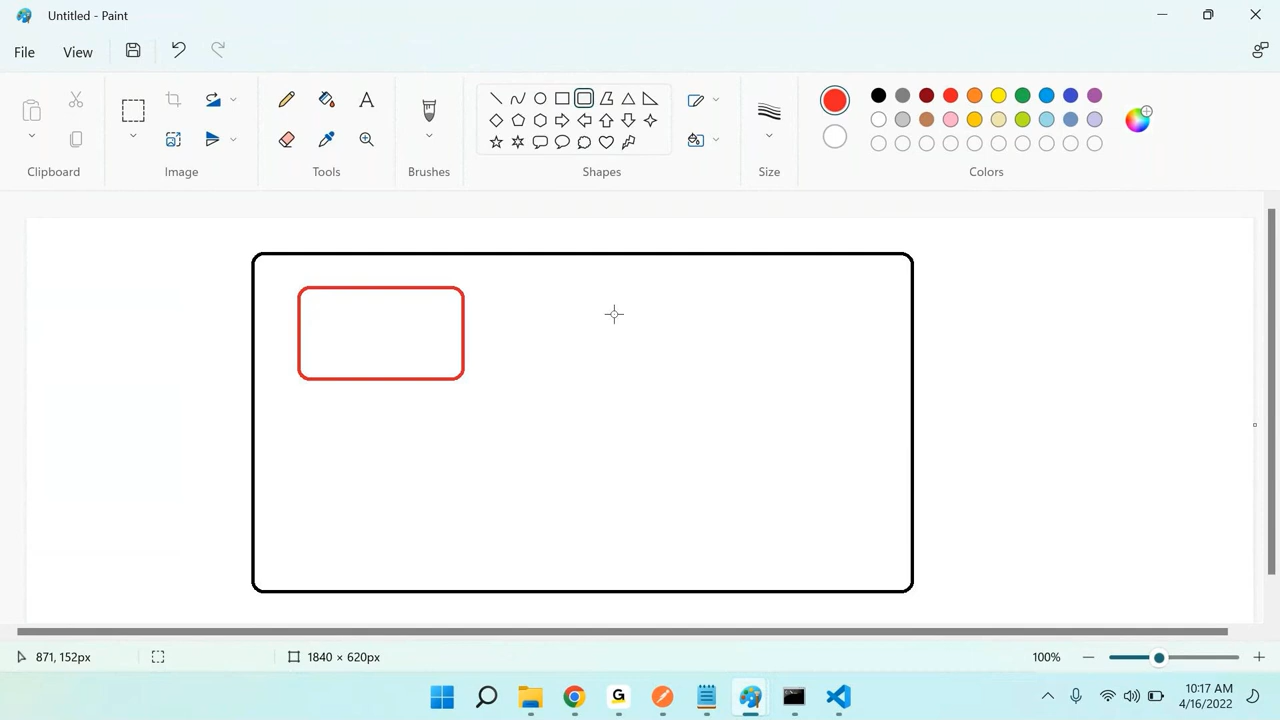 Untitled - Paint
File View
Clipboard Image Tools Brushes Shapes Size Colors
871, 152px 1840 × 620px 100%
10:17 AM
4/16/2022